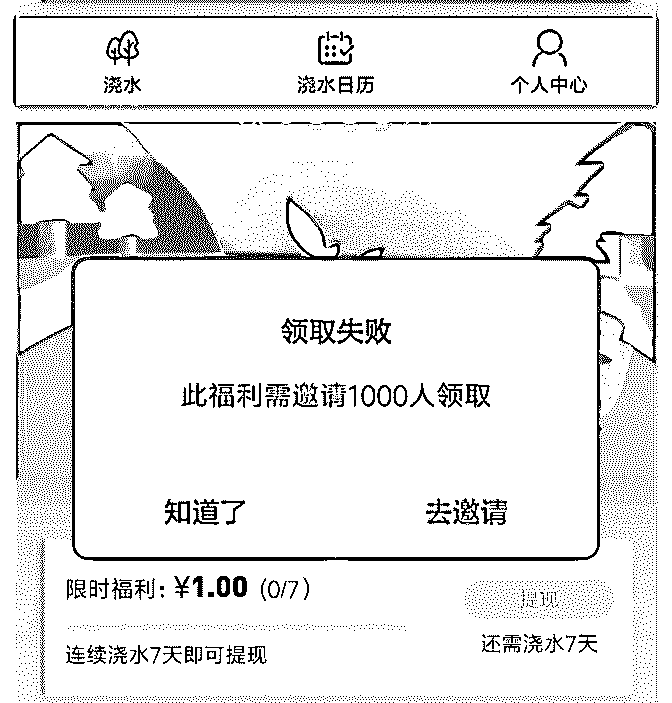 浇水
浇水日历
个人中心
领取失败
此福利需邀请1000人领取
知道了
去邀请
限时福利：¥1.00（0/7）
提现
还需浇水7天
连续浇水7天即可提现